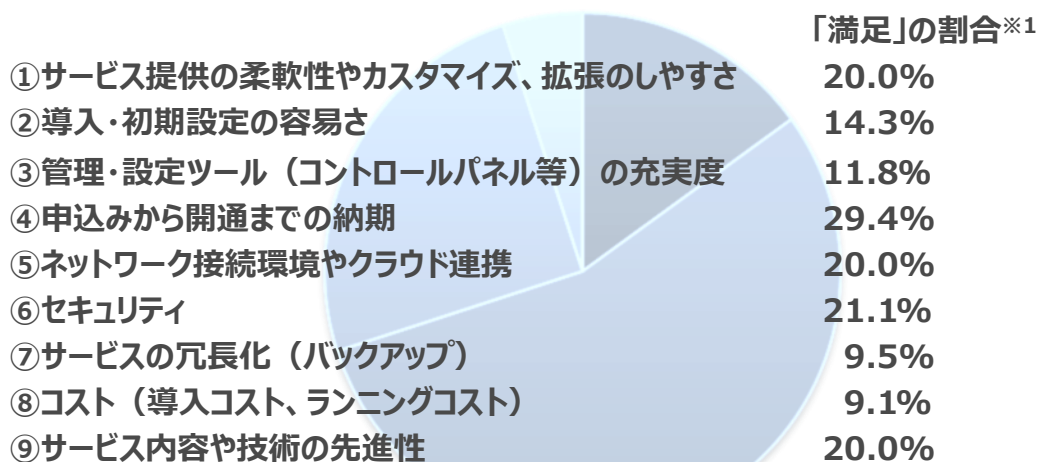 「満足」の割合※1
①サービス提供の柔軟性やカスタマイズ、拡張のしやすさ 20.0%
②導入・初期設定の容易さ 14.3%
③管理・設定ツール（コントロールパネル等）の充実度 11.8%
④申込みから開通までの納期 29.4%
⑤ネットワーク接続環境やクラウド連携 20.0%
⑥セキュリティ 21.1%
⑦サービスの冗長化（バックアップ） 9.5%
⑧コスト（導入コスト、ランニングコスト） 9.1%
⑨サービス内容や技術の先進性 20.0%